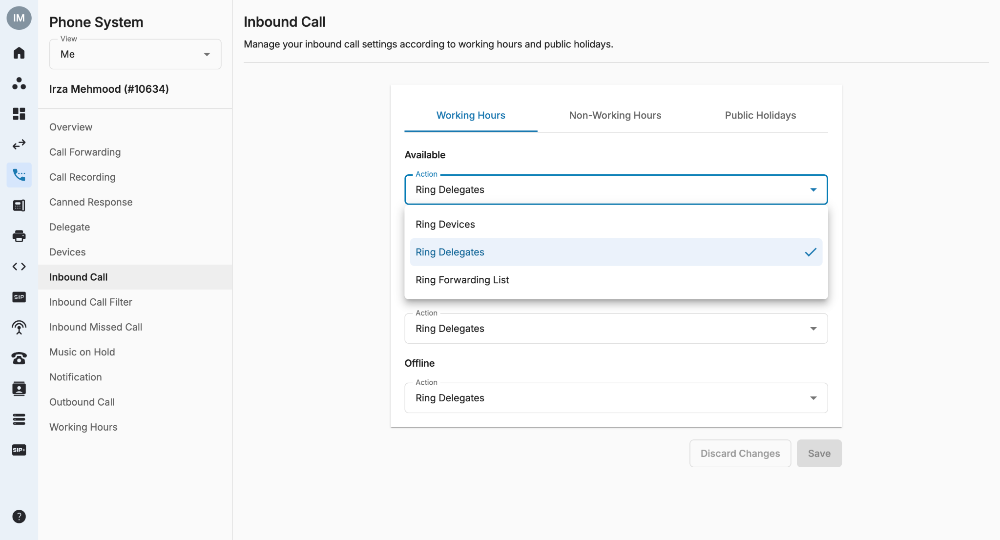 IM
Phone System
View
Me
Irza Mehmood (#10634)
Overview
Call Forwarding
Call Recording
Canned Response
Delegate
Devices
Inbound Call
Inbound Call Filter
Inbound Missed Call
Music on Hold
Notification
Outbound Call
Working Hours
SIP
SIP+
?
Inbound Call
Manage your inbound call settings according to working hours and public holidays.
Working Hours
Non-Working Hours
Public Holidays
Available
Action
Ring Delegates
Ring Devices
Ring Delegates
Ring Forwarding List
Action
Ring Delegates
Offline
Action
Ring Delegates
Discard Changes
Save